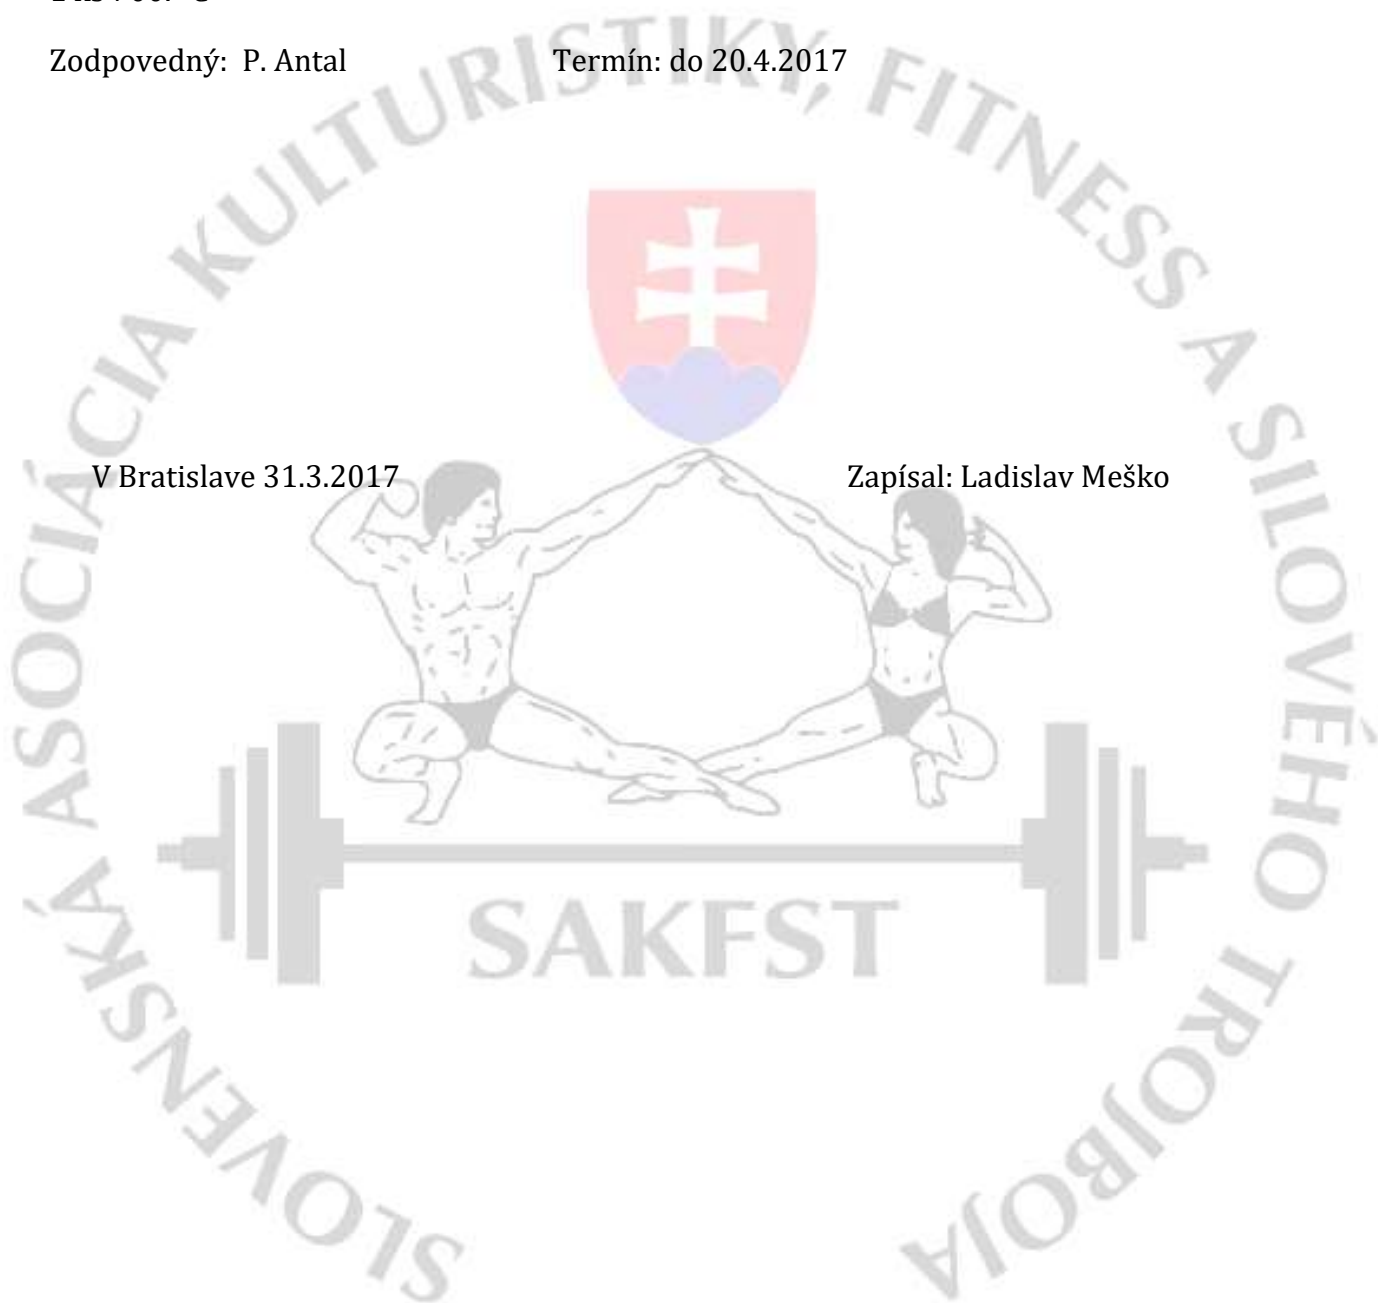 Zodpovedný: P. Antal Termín: do 20.4.2017
V Bratislave 31.3.2017 Zapísal: Ladislav Meško
SLOVENSKÁ ASOCIÁCIA KULTURISTIKY, FITNESS A SILOVÉHO TROJBOJA
SAKFST